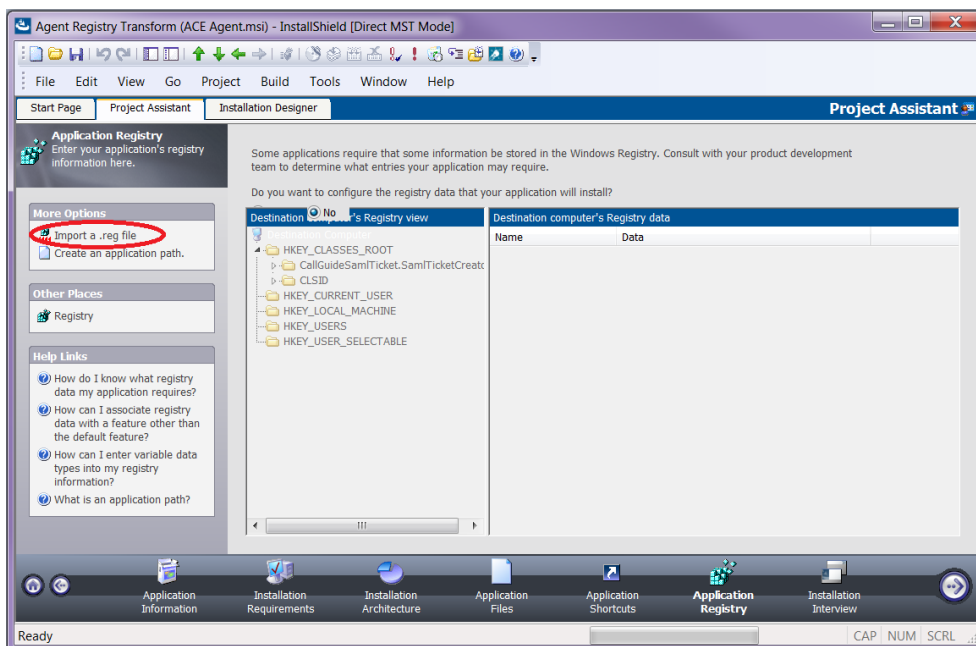 Agent Registry Transform (ACE Agent.msi) - InstallShield [Direct MST Mode]
File Edit View Go Project Build Tools Window Help
Start Page Project Assistant Installation Designer
Project Assistant
Application Registry
Enter your application's registry
information here.
More Options
Import a .reg file
Create an application path.
Other Places
Registry
Help Links
How do I know what registry
data my application requires?
How can I associate registry
data with a feature other than
the default feature?
How can I enter variable data
types into my registry
information?
What is an application path?
Some applications require that some information be stored in the Windows Registry. Consult with your product development
team to determine what entries your application may require.
Do you want to configure the registry data that your application will install?
No
Destination computer's Registry view
Destination Computer
HKEY_CLASSES_ROOT
CallGuideSamlTicket.SamlTicketCreato
CLSID
HKEY_CURRENT_USER
HKEY_LOCAL_MACHINE
HKEY_USERS
HKEY_USER_SELECTABLE
Destination computer's Registry data
Name Data
Application
Information
Installation
Requirements
Installation
Architecture
Application
Files
Application
Shortcuts
Application
Registry
Installation
Interview
Ready
CAP NUM SCRL